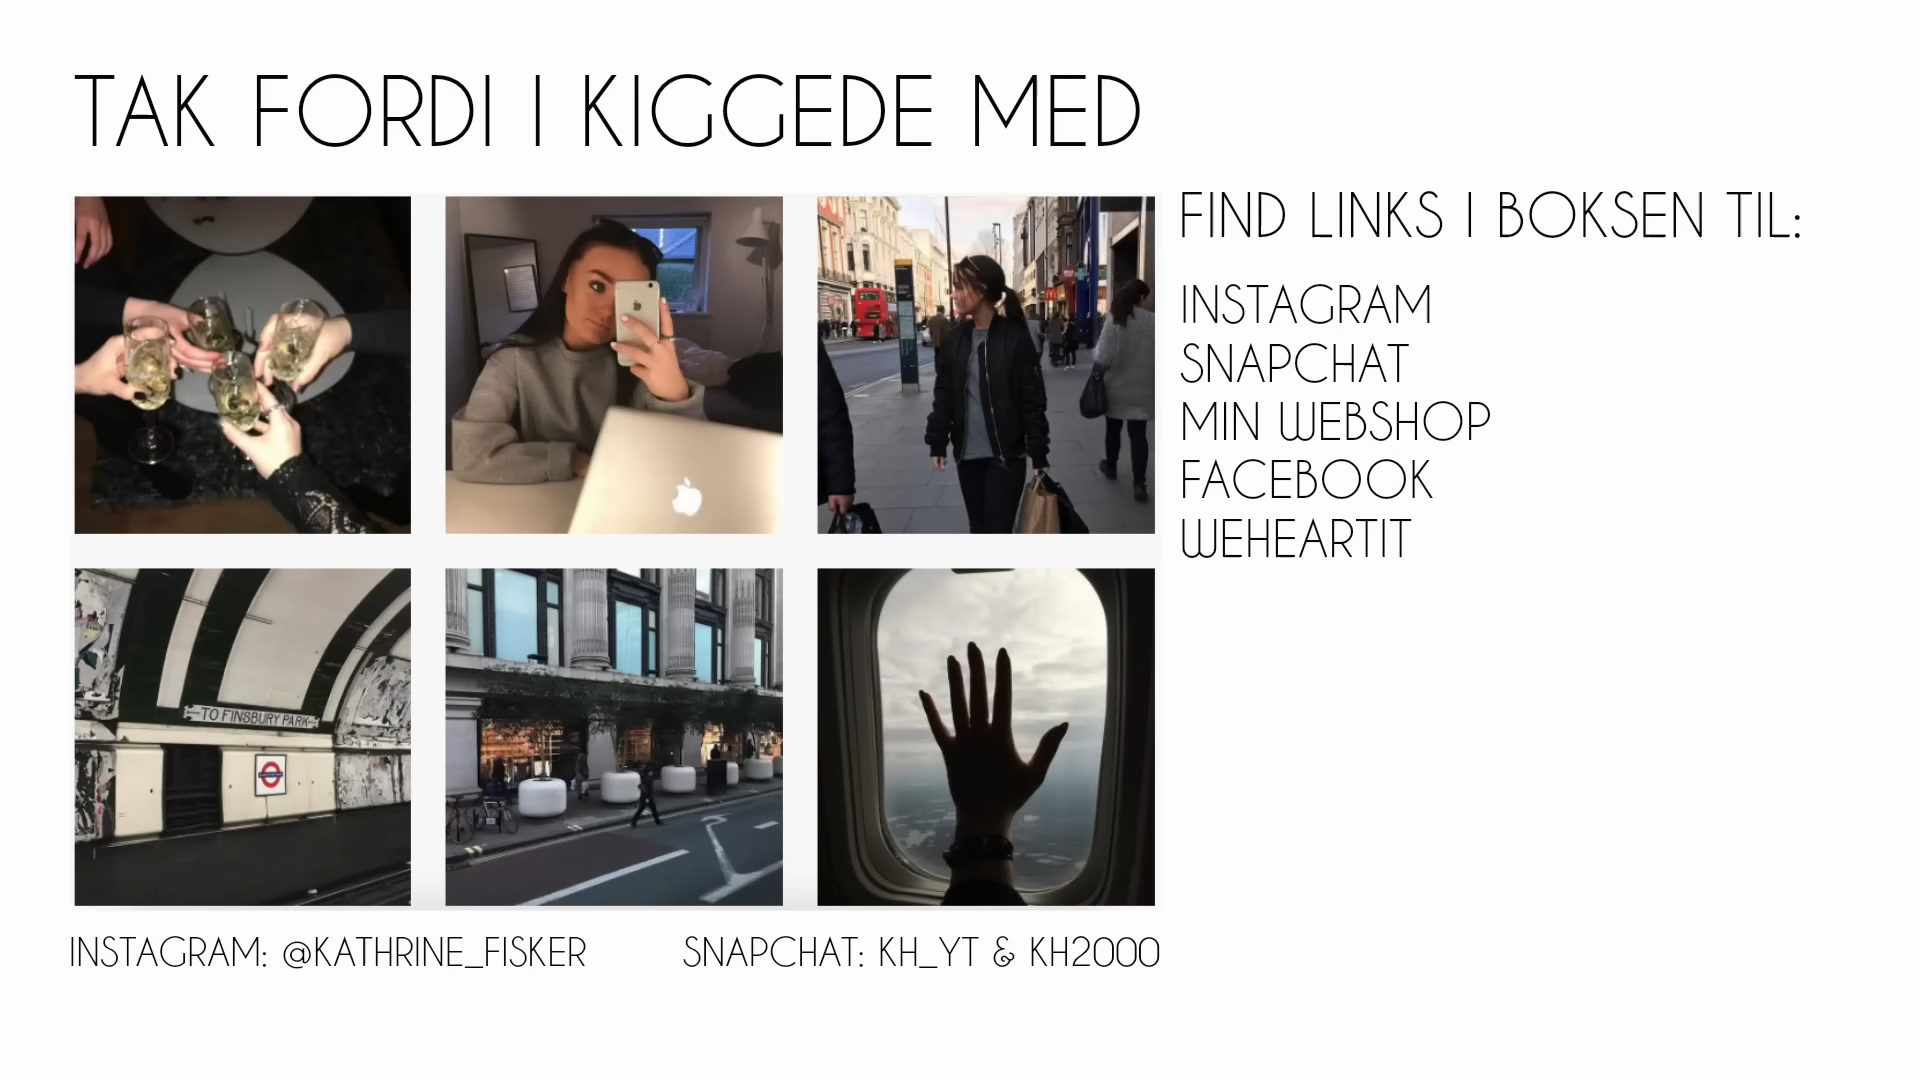 TAK FORDI I KIGGEDE MED
FIND LINKS I BOKSEN TIL:
INSTAGRAM
SNAPCHAT
MIN WEBSHOP
FACEBOOK
WEHEARTIT
TO FINSBURY PARK
INSTAGRAM: @KATHRINE_FISKER
SNAPCHAT: KH_YT & KH2000